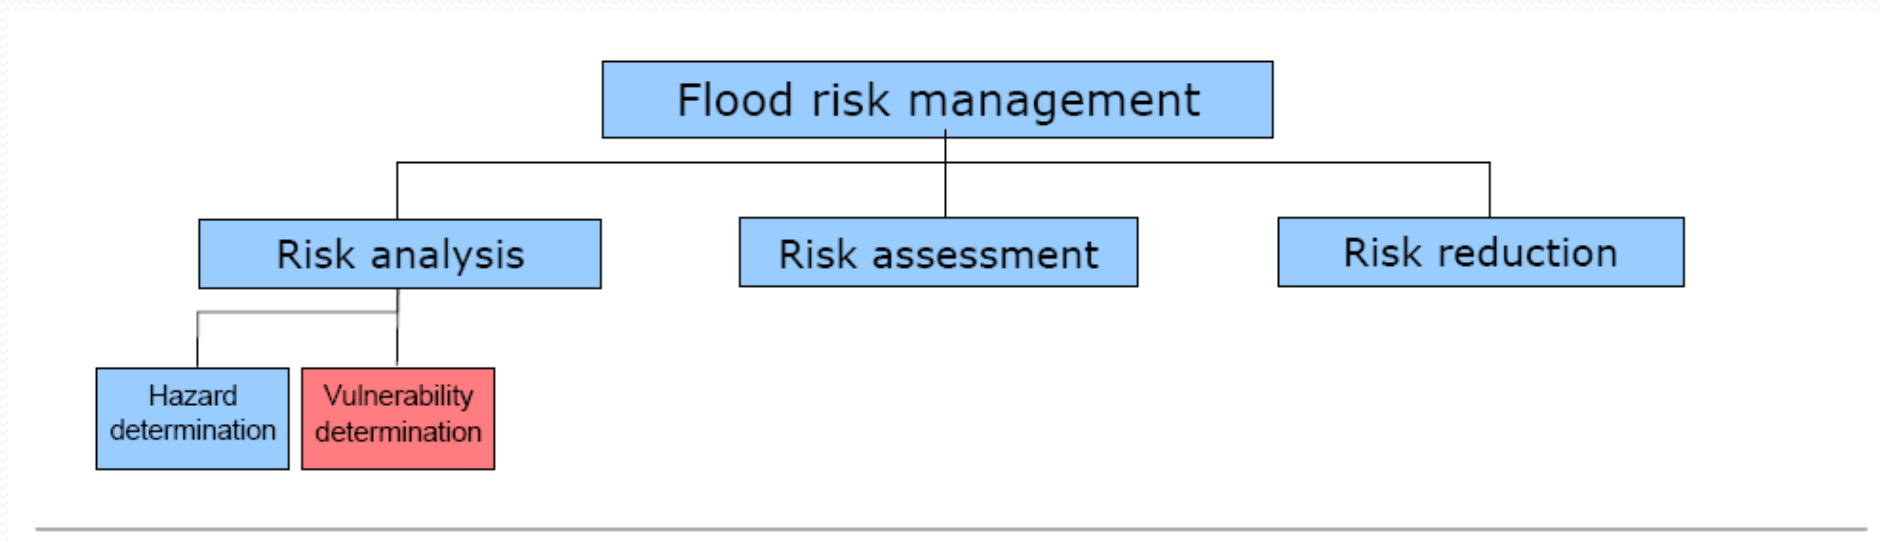 Flood risk management
Risk analysis
Risk assessment
Risk reduction
Hazard
determination
Vulnerability
determination